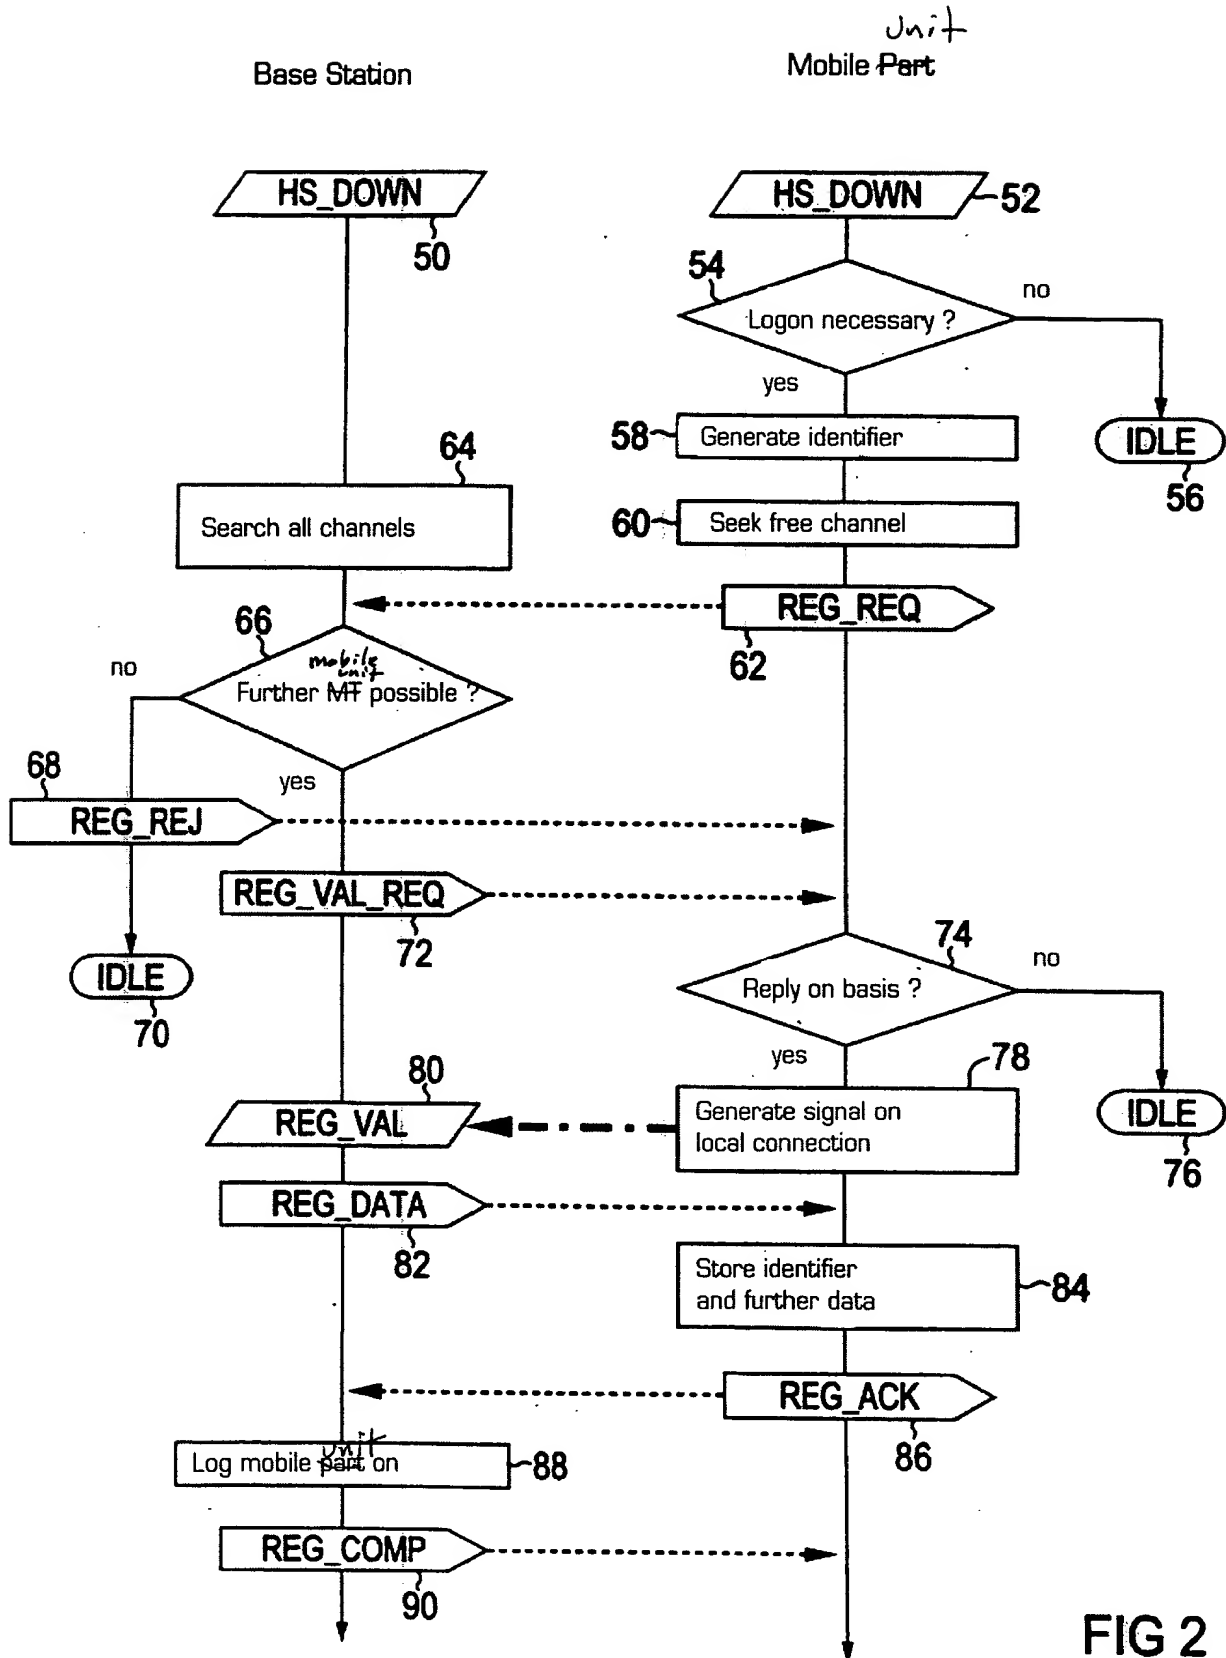 Unit
Base Station
Mobile Part
HS_DOWN
50
HS_DOWN
52
54
Logon necessary ?
no
yes
58
Generate identifier
IDLE
56
64
Search all channels
60
Seek free channel
REG_REQ
62
66
no
mobile
unit
Further MT possible ?
68
yes
REG_REJ
REG_VAL_REQ
72
IDLE
70
74
no
Reply on basis ?
yes
78
IDLE
76
80
REG_VAL
Generate signal on
local connection
REG_DATA
82
Store identifier
and further data
84
REG_ACK
86
unit
Log mobile part on
88
REG_COMP
90
FIG 2